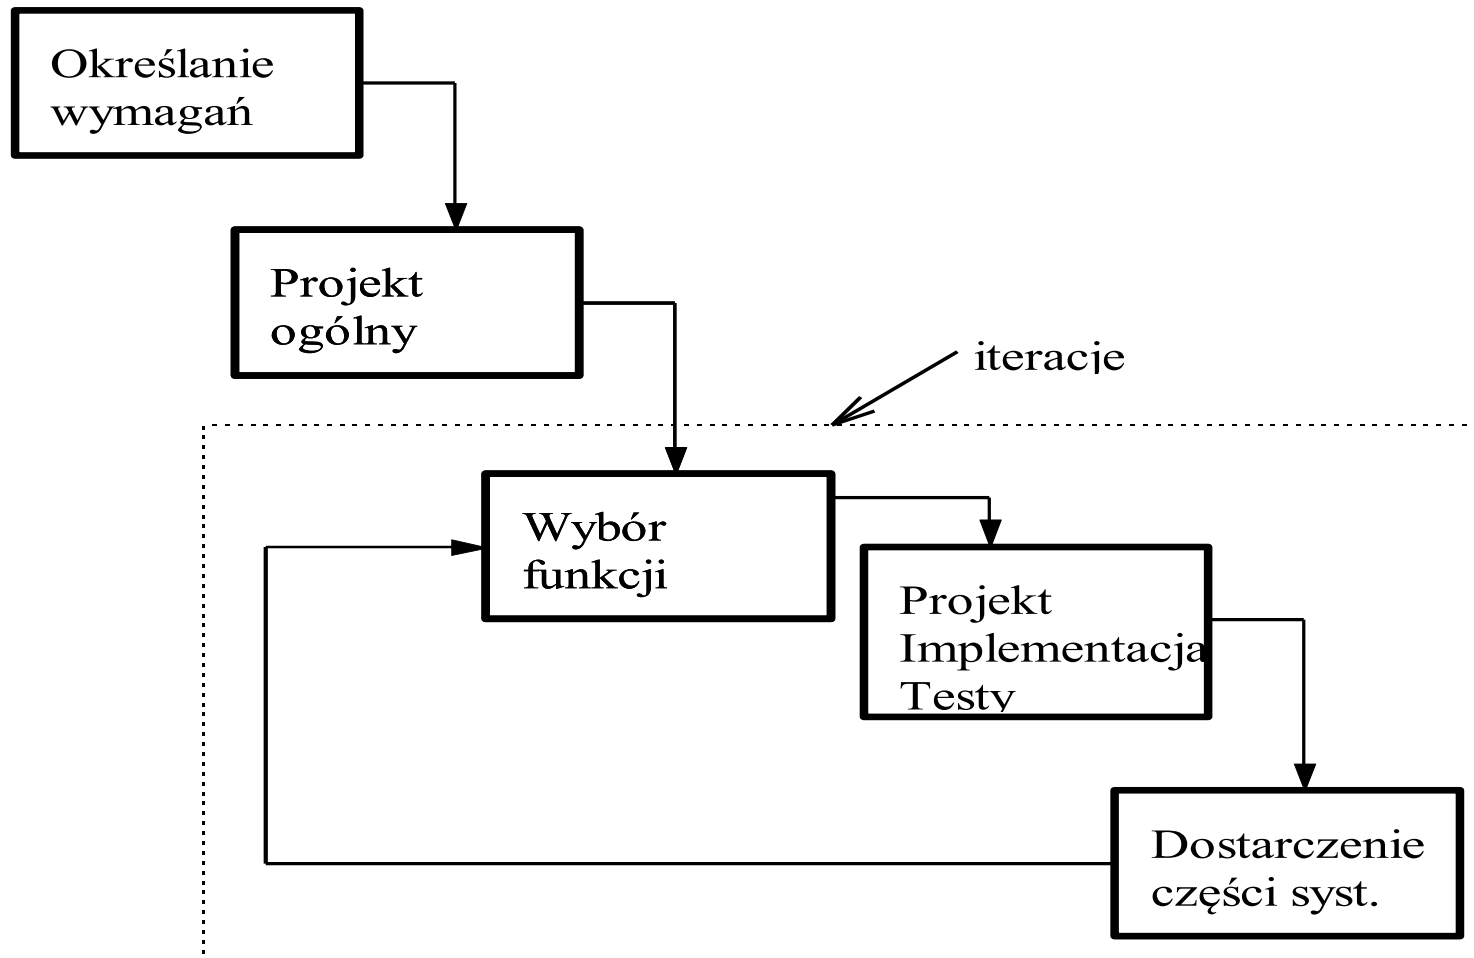 Określanie
wymagań
Projekt
ogólny
iteracje
Wybór
funkcji
Projekt
Implementacja
Testy
Dostarczenie
części syst.